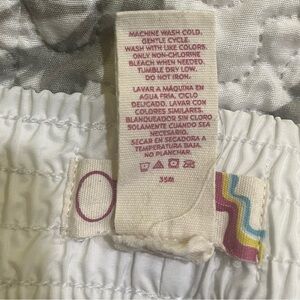 MACHINE WASH COLD.
GENTLE CYCLE.
WASH WITH LIKE COLORS.
ONLY NON-CHLORINE
BLEACH WHEN NEEDED.
TUMBLE DRY LOW.
DO NOT IRON.
LAVAR A MÁQUINA EN
AGUA FRIA. CICLO
DELICADO. LAVAR CON
COLORES SIMILARES.
BLANQUEADOR SIN CLORO
SOLAMENTE CUANDO SEA
NECESARIO.
SECAR EN SECADORA A
TEMPERATURA BAJA.
NO PLANCHAR.